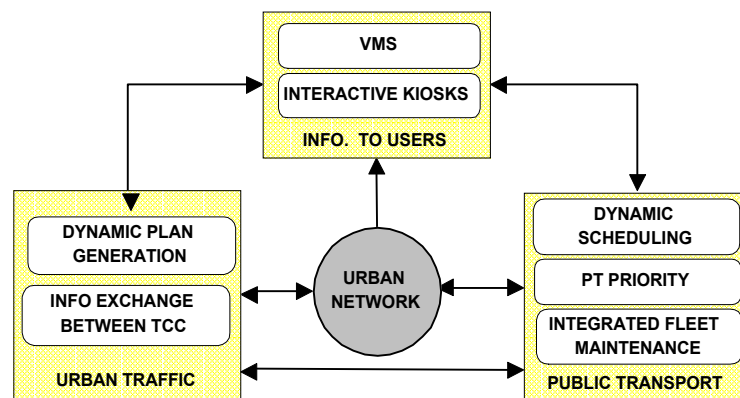 VMS
INTERACTIVE KIOSKS
INFO. TO USERS
DYNAMIC PLAN
GENERATION
INFO EXCHANGE
BETWEEN TCC
URBAN TRAFFIC
URBAN
NETWORK
DYNAMIC
SCHEDULING
PT PRIORITY
INTEGRATED FLEET
MAINTENANCE
PUBLIC TRANSPORT